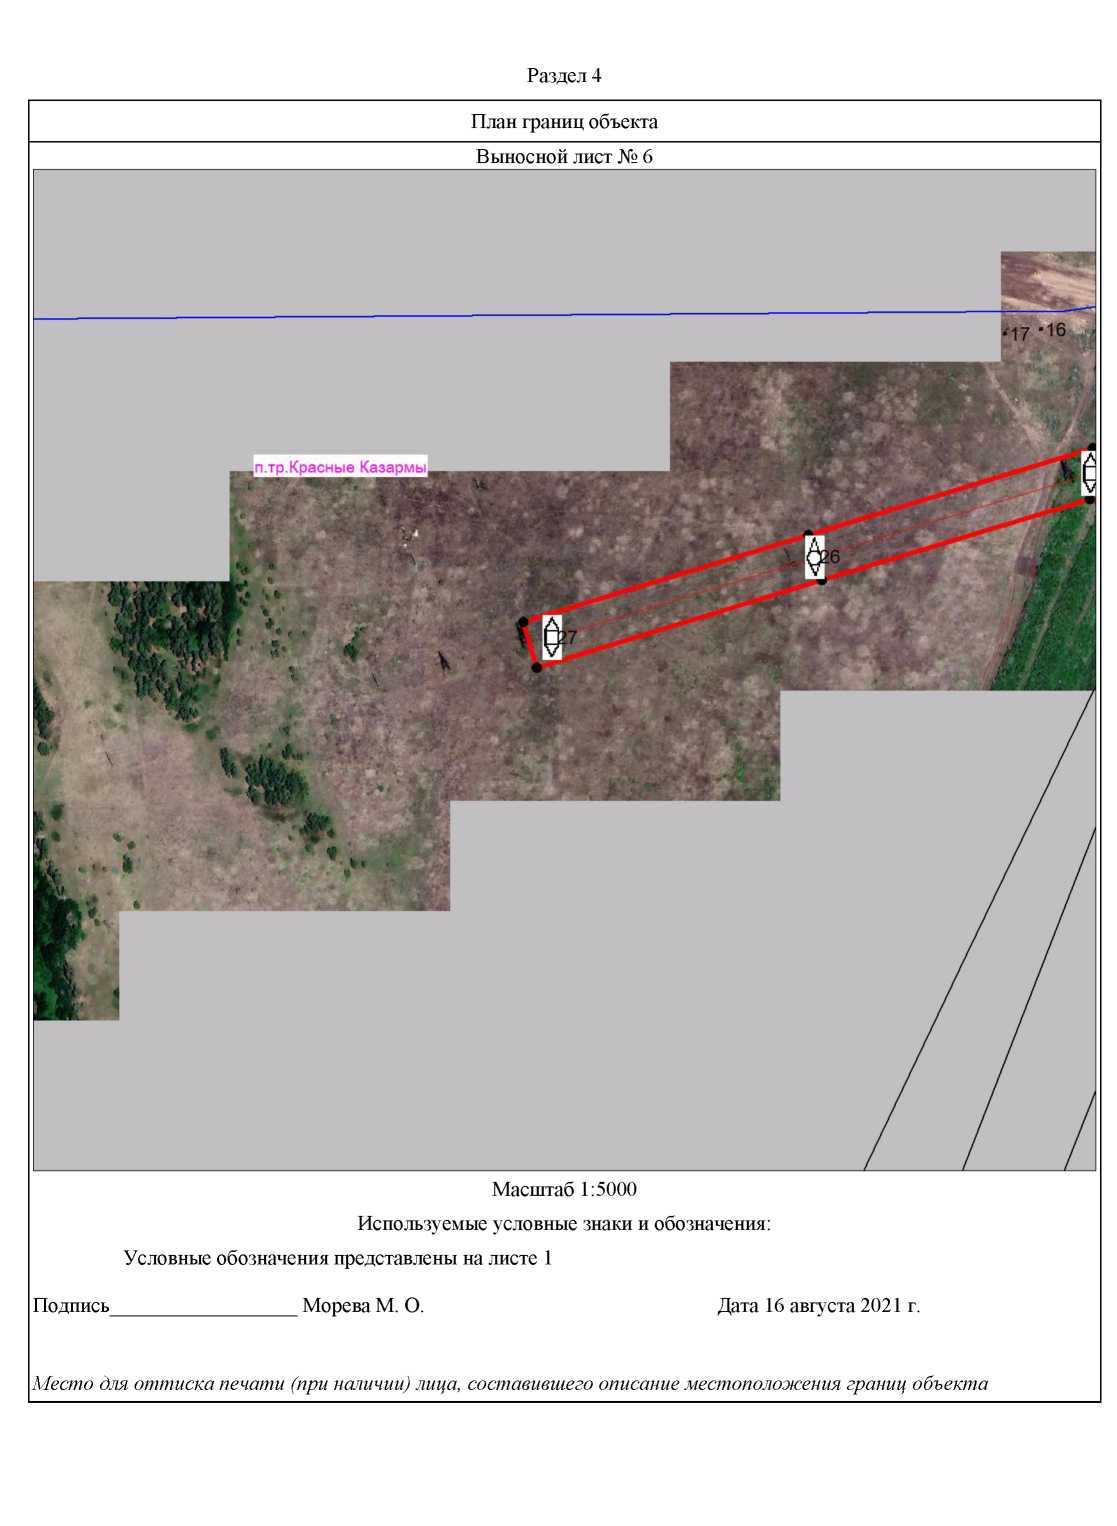 Раздел 4
План границ объекта
Выносной лист № 6
17 16
п.тр.Красные Казармы
26
27
Масштаб 1:5000
Используемые условные знаки и обозначения:
Условные обозначения представлены на листе 1
Подпись__________________ Морева М. О. Дата 16 августа 2021 г.
Место для оттиска печати (при наличии) лица, составившего описание местоположения границ объекта